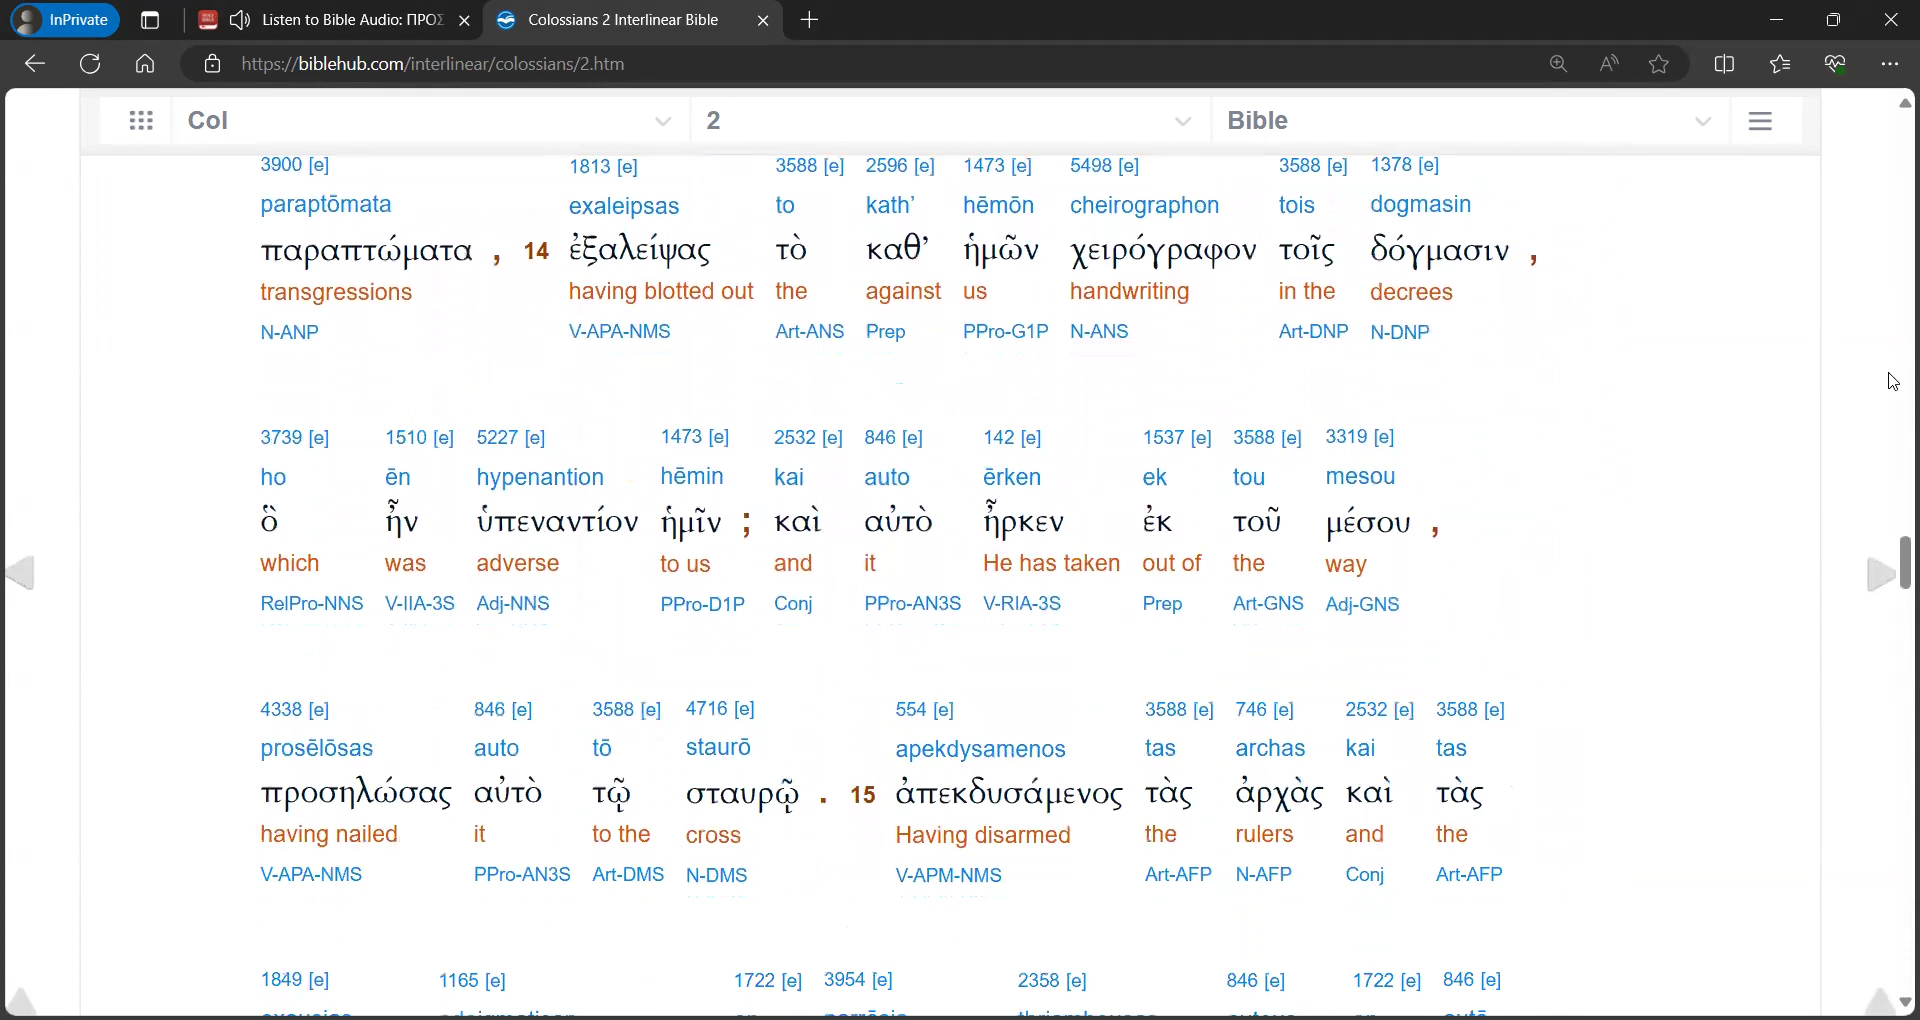 InPrivate Listen to Bible Audio: ΠΡΟΣ Colossians 2 Interlinear Bible
https://biblehub.com/interlinear/colossians/2.htm
Col 2 Bible
3900 [e] 1813 [e] 3588 [e] 2596 [e] 1473 [e] 5498 [e] 3588 [e] 1378 [e]
paraptōmata exaleipsas to kath’ hēmōn cheirographon tois dogmasin
παραπτώματα , 14 ἐξαλείψας τὸ καθ’ ἡμῶν χειρόγραφον τοῖς δόγμασιν ,
transgressions having blotted out the against us handwriting in the decrees
N-ANP V-APA-NMS Art-ANS Prep PPro-G1P N-ANS Art-DNP N-DNP
3739 [e] 1510 [e] 5227 [e] 1473 [e] 2532 [e] 846 [e] 142 [e] 1537 [e] 3588 [e] 3319 [e]
ho ēn hypenantion hēmin kai auto ērken ek tou mesou
ὃ ἦν ὑπεναντίον ἡμῖν ; καὶ αὐτὸ ἦρκεν ἐκ τοῦ μέσου ,
which was adverse to us and it He has taken out of the way
RelPro-NNS V-IIA-3S Adj-NNS PPro-D1P Conj PPro-AN3S V-RIA-3S Prep Art-GNS Adj-GNS
4338 [e] 846 [e] 3588 [e] 4716 [e] 554 [e] 3588 [e] 746 [e] 2532 [e] 3588 [e]
prosēlōsas auto tō staurō apekdysamenos tas archas kai tas
προσηλώσας αὐτὸ τῷ σταυρῷ . 15 ἀπεκδυσάμενος τὰς ἀρχὰς καὶ τὰς
having nailed it to the cross Having disarmed the rulers and the
V-APA-NMS PPro-AN3S Art-DMS N-DMS V-APM-NMS Art-AFP N-AFP Conj Art-AFP
1849 [e] 1165 [e] 1722 [e] 3954 [e] 2358 [e] 846 [e] 1722 [e] 846 [e]